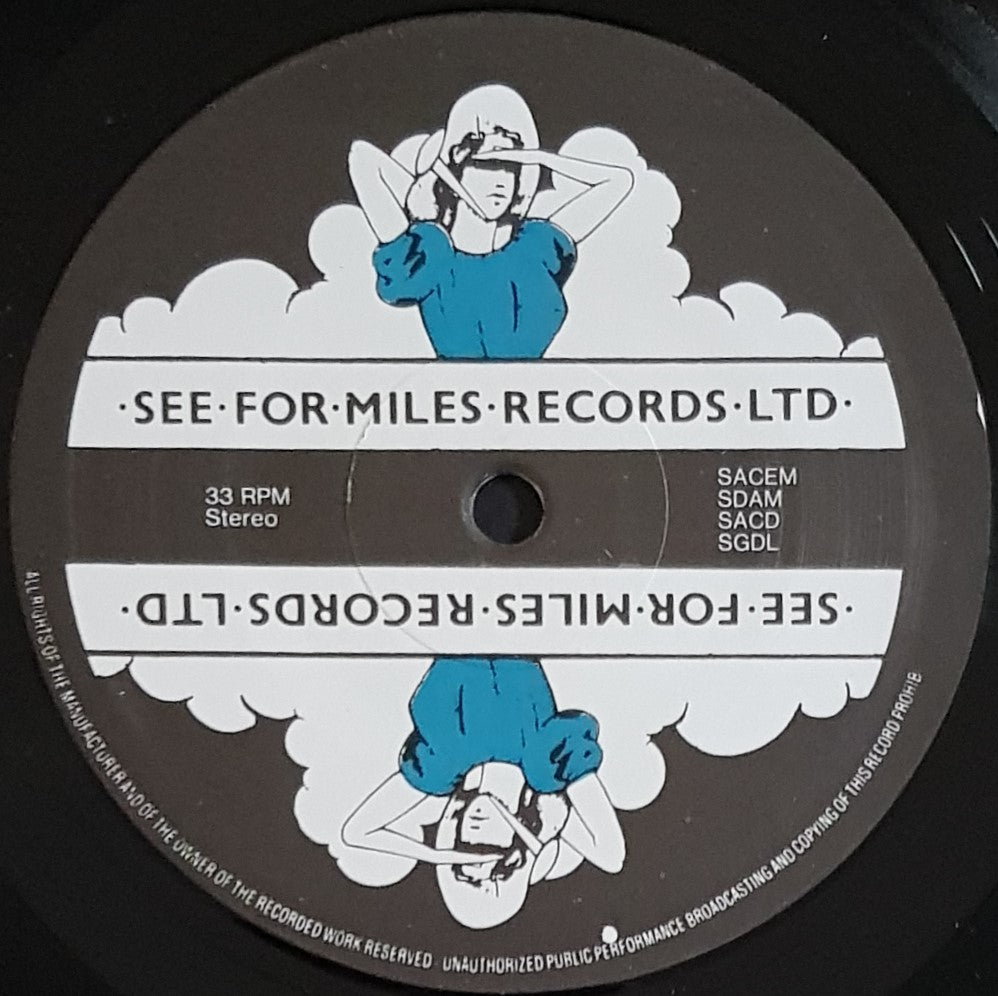 ·SEE·FOR·MILES·RECORDS·LTD·
33 RPM
Stereo
SACEM
SDAM
SACD
SGDL
·SEE·FOR·MILES·RECORDS·LTD·
ALL RIGHTS OF THE MANUFACTURER AND OF THE OWNER OF THE RECORDED WORK RESERVED · UNAUTHORIZED PUBLIC PERFORMANCE BROADCASTING AND COPYING OF THIS RECORD PROHIB